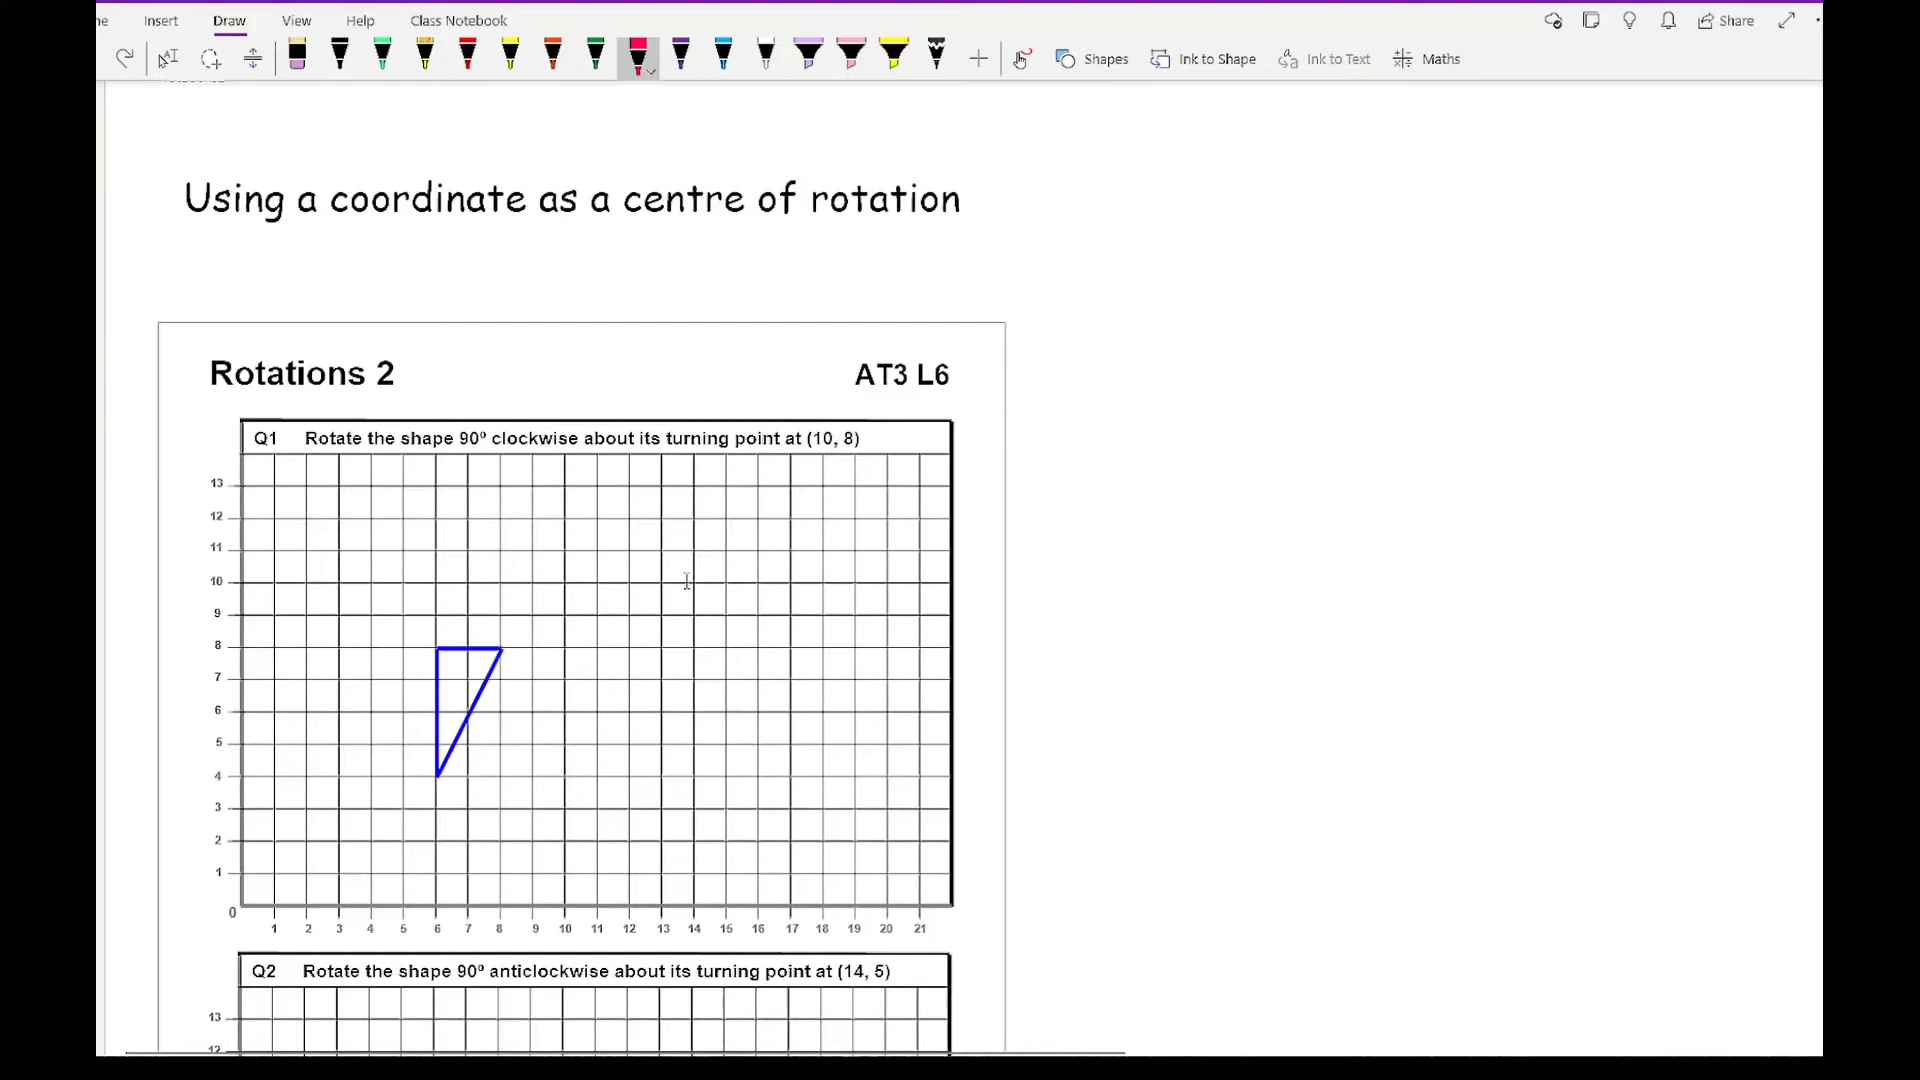 Insert Draw View Help Class Notebook Share
Shapes Ink to Shape Ink to Text Maths
Using a coordinate as a centre of rotation
Rotations 2 AT3 L6
Q1 Rotate the shape 90º clockwise about its turning point at (10, 8)
13
12
11
10
9
8
7
6
5
4
3
2
1
0
1 2 3 4 5 6 7 8 9 10 11 12 13 14 15 16 17 18 19 20 21
Q2 Rotate the shape 90º anticlockwise about its turning point at (14, 5)
13
12